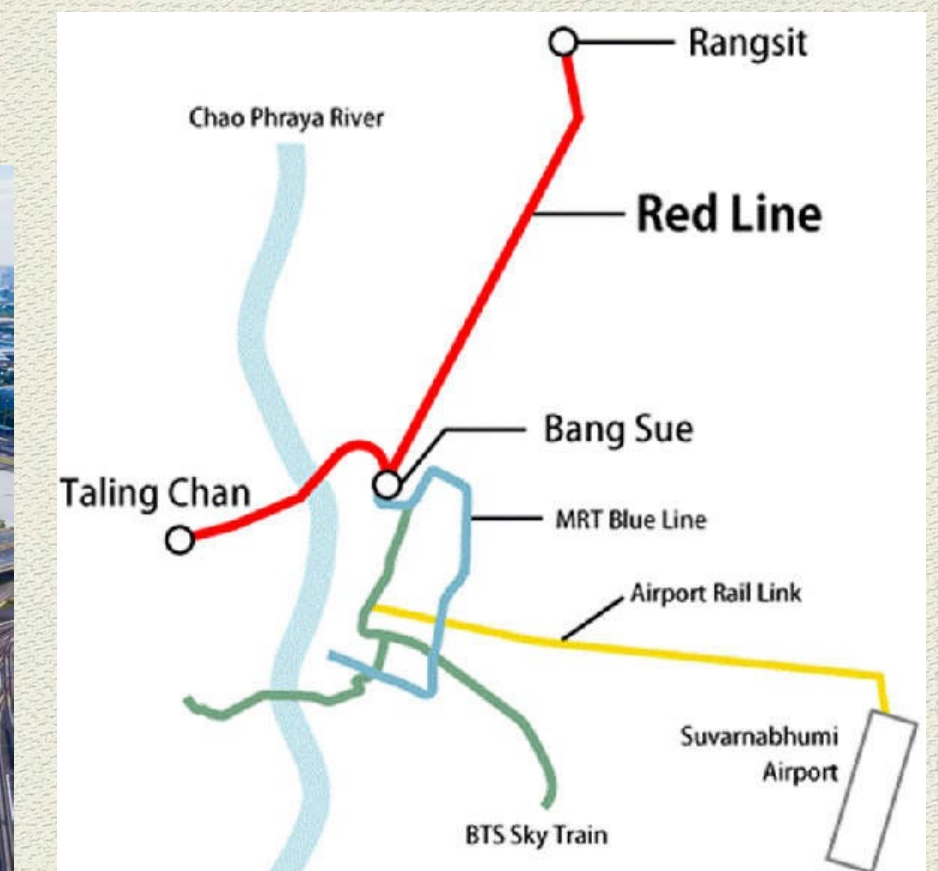 Rangsit
Chao Phraya River
Red Line
Bang Sue
Taling Chan
MRT Blue Line
Airport Rail Link
Suvarnabhumi
Airport
BTS Sky Train